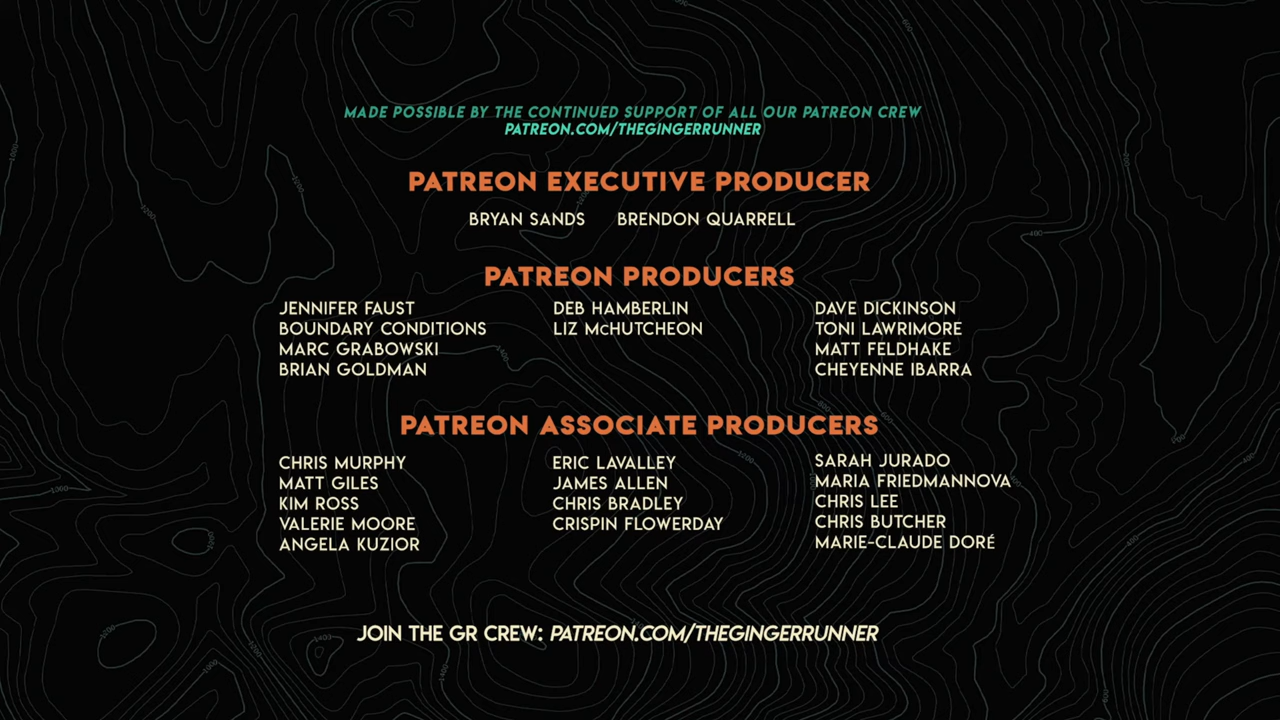 MADE POSSIBLE BY THE CONTINUED SUPPORT OF ALL OUR PATREON CREW
PATREON.COM/THEGINGERRUNNER
PATREON EXECUTIVE PRODUCER
BRYAN SANDS BRENDON QUARRELL
PATREON PRODUCERS
JENNIFER FAUST
BOUNDARY CONDITIONS
MARC GRABOWSKI
BRIAN GOLDMAN
DEB HAMBERLIN
LIZ McHUTCHEON
DAVE DICKINSON
TONI LAWRIMORE
MATT FELDHAKE
CHEYENNE IBARRA
PATREON ASSOCIATE PRODUCERS
CHRIS MURPHY
MATT GILES
KIM ROSS
VALERIE MOORE
ANGELA KUZIOR
ERIC LAVALLEY
JAMES ALLEN
CHRIS BRADLEY
CRISPIN FLOWERDAY
SARAH JURADO
MARIA FRIEDMANNOVA
CHRIS LEE
CHRIS BUTCHER
MARIE-CLAUDE DORÉ
JOIN THE GR CREW: PATREON.COM/THEGINGERRUNNER